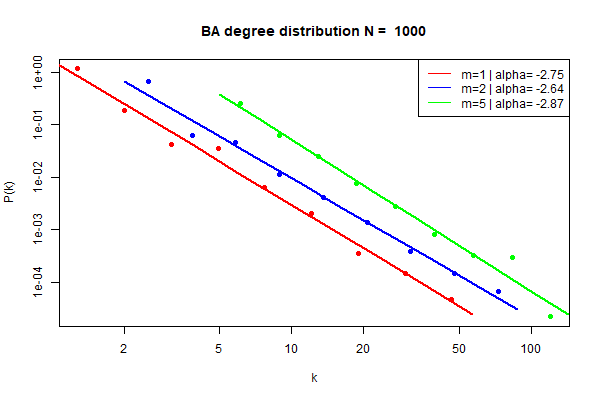 BA degree distribution N =  1000
m=1 | alpha= -2.75
m=2 | alpha= -2.64
m=5 | alpha= -2.87
P(k)
1e+00
1e-01
1e-02
1e-03
1e-04
2 5 10 20 50 100
k